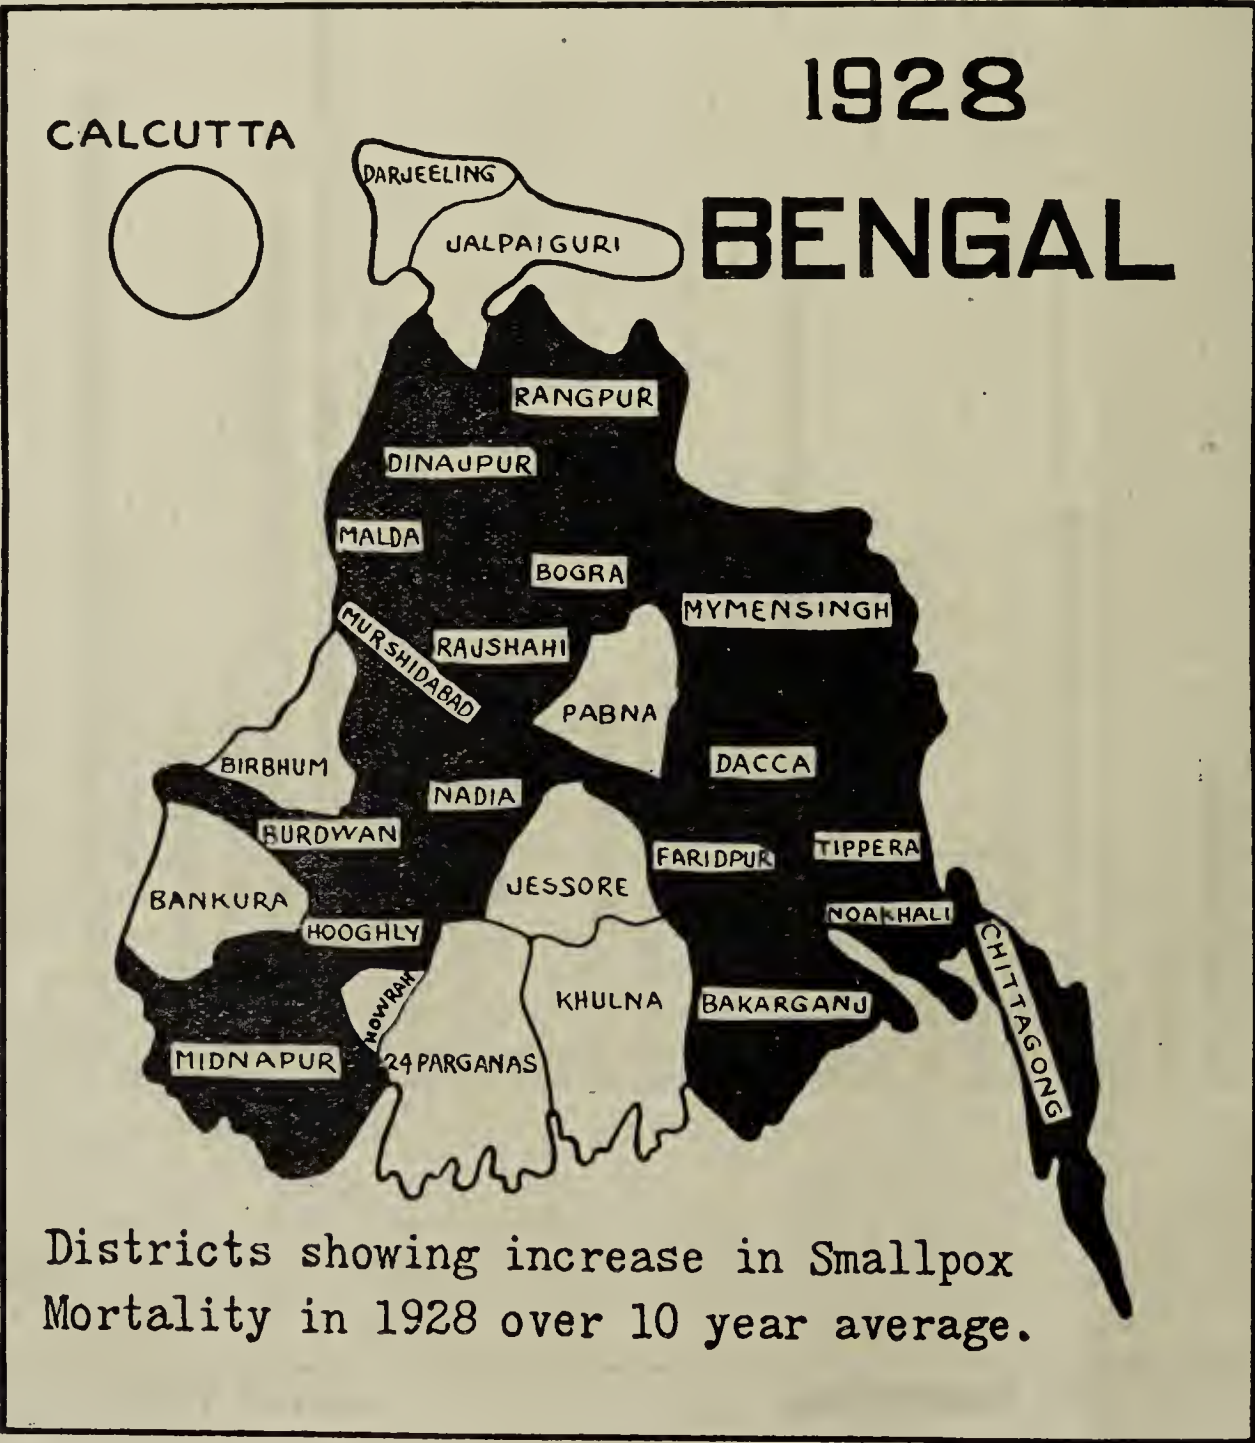 1928
BENGAL
CALCUTTA
DARJEELING
JALPAIGURI
RANGPUR
DINAJPUR
MALDA
BOGRA
MYMENSINGH
MURSHIDABAD
RAJSHAHI
PABNA
BIRBHUM
DACCA
NADIA
BURDWAN
FARIDPUR
TIPPERA
JESSORE
BANKURA
NOAKHALI
HOOGHLY
CHITTAGONG
HOWRAH
KHULNA
BAKARGANJ
MIDNAPUR
24 PARGANAS
Districts showing increase in Smallpox
Mortality in 1928 over 10 year average.